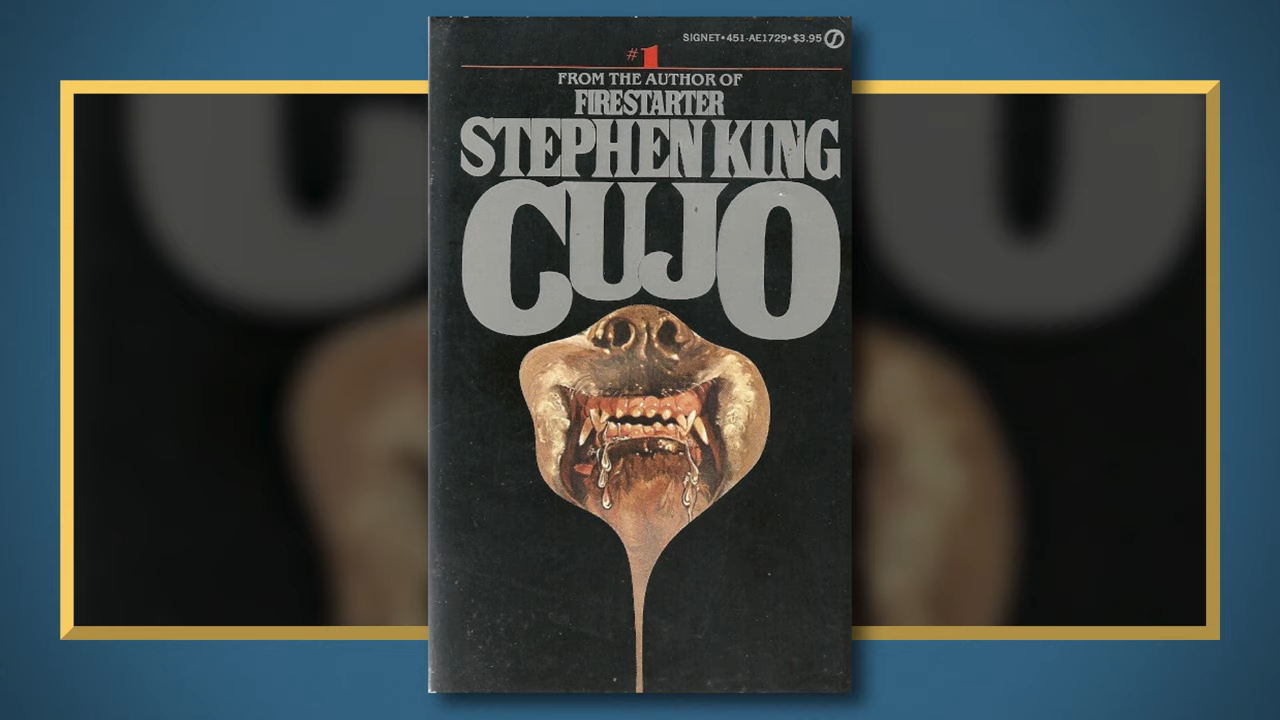 SIGNET•451-AE1729•$3.95
#1
FROM THE AUTHOR OF
FIRESTARTER
STEPHEN KING
CUJO